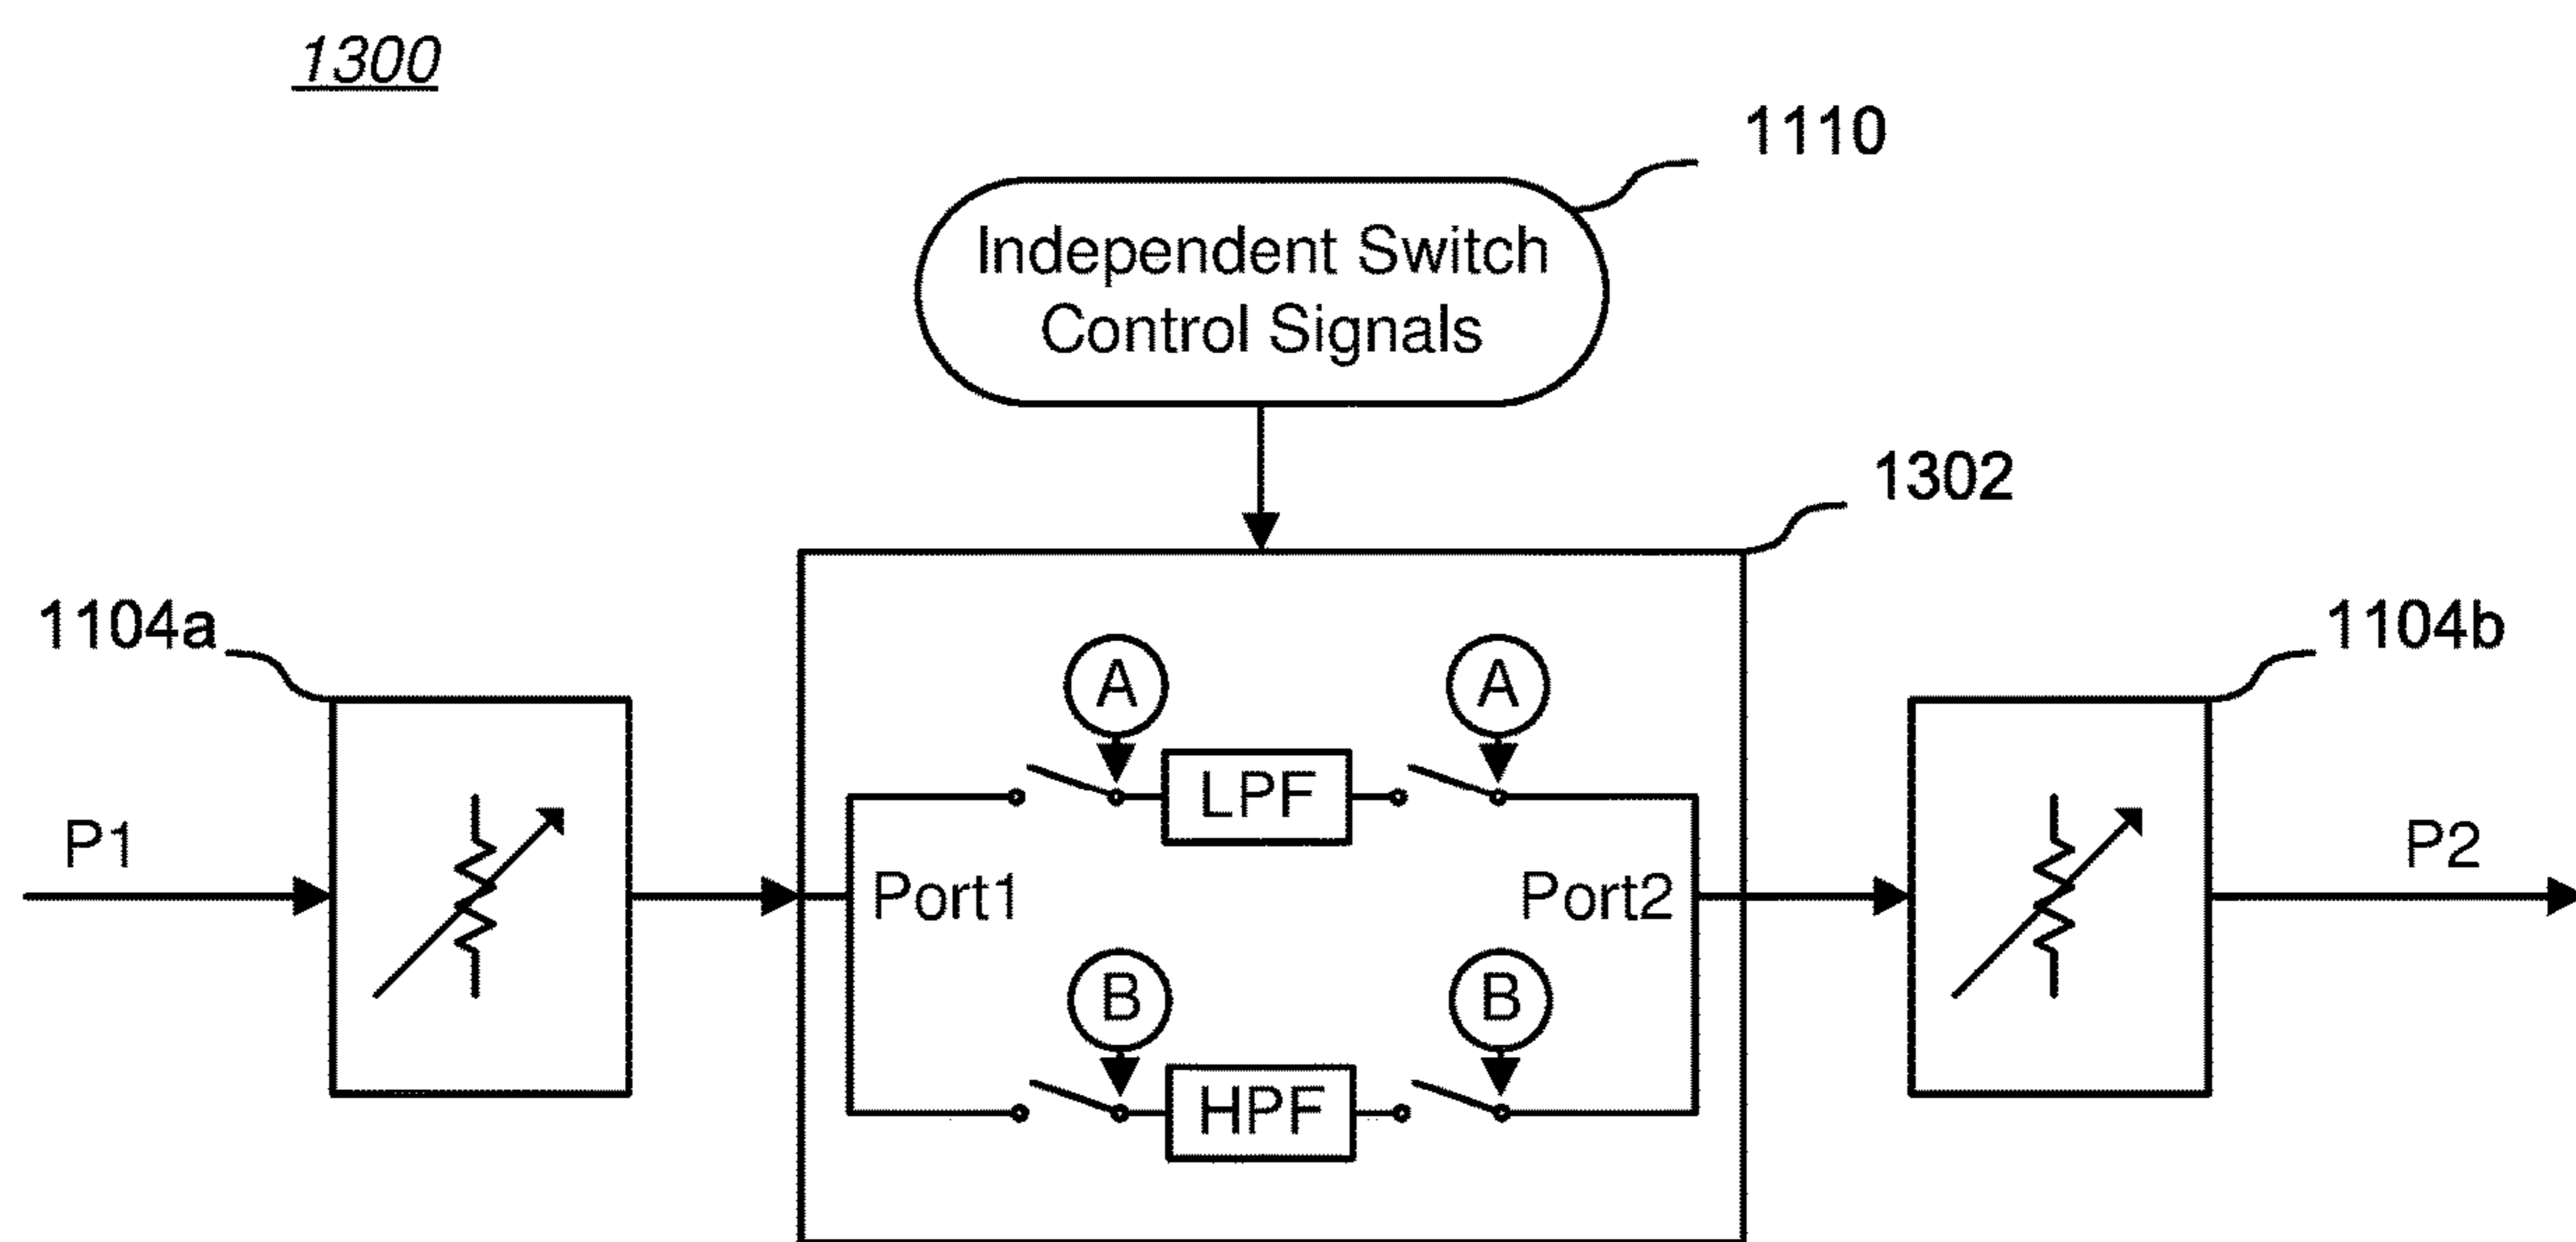 1300
1110
Independent Switch
Control Signals
1302
1104a
1104b
A
A
LPF
P1
Port1
Port2
P2
B
B
HPF